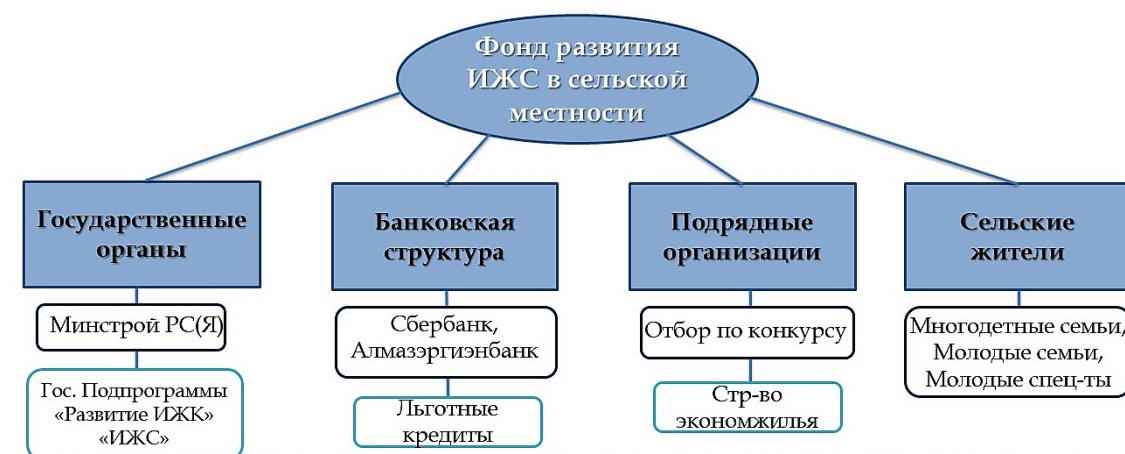 Фонд развития
ИЖС в сельской
местности
Государственные
органы
Банковская
структура
Подрядные
организации
Сельские
жители
Минстрой РС(Я)
Сбербанк,
Алмазэргиэнбанк
Отбор по конкурсу
Многодетные семьи,
Молодые семьи,
Молодые спец-ты
Гос. Подпрограммы
«Развитие ИЖК»
«ИЖС»
Льготные
кредиты
Стр-во
экономжилья